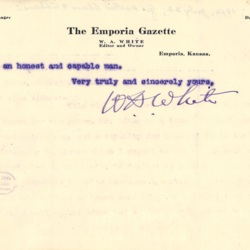 The Emporia Gazette
W. A. WHITE
Editor and Owner
Emporia, Kansas.
an honest and capable man.
Very truly and sincerely yours,
W A White